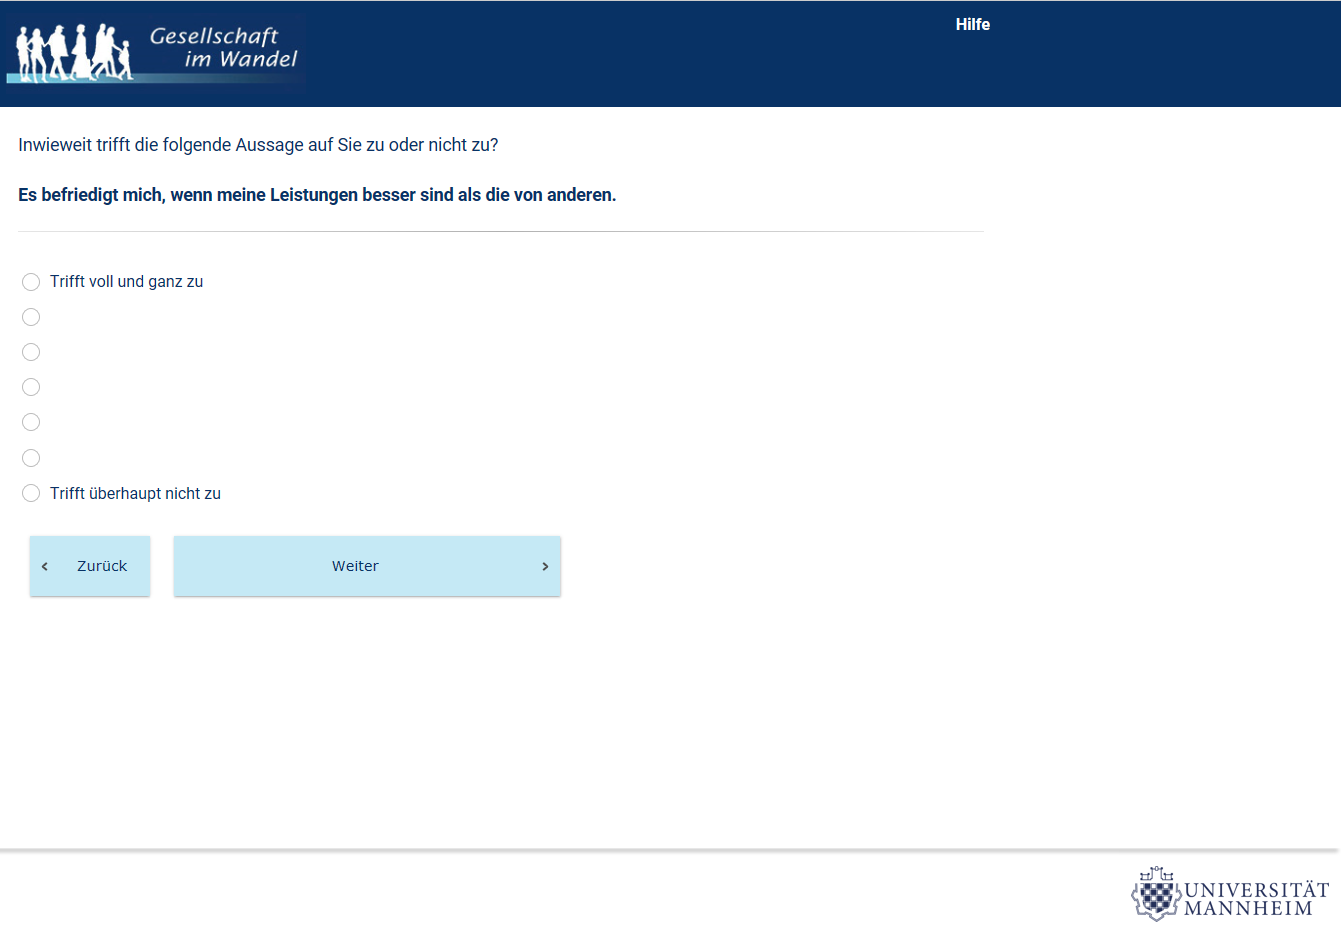 Gesellschaft
im Wandel
Hilfe
Inwieweit trifft die folgende Aussage auf Sie zu oder nicht zu?
Es befriedigt mich, wenn meine Leistungen besser sind als die von anderen.
Trifft voll und ganz zu
Trifft überhaupt nicht zu
Zurück
Weiter
UNIVERSITÄT
MANNHEIM